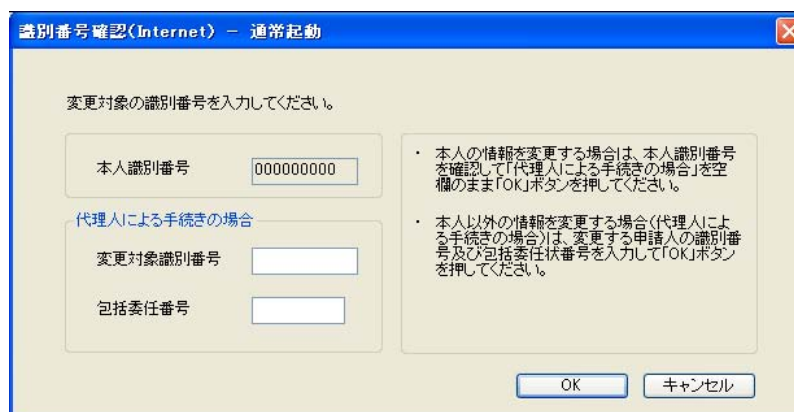 識別番号確認(Internet) － 通常起動
変更対象の識別番号を入力してください。
本人識別番号 000000000
代理人による手続きの場合
変更対象識別番号
包括委任番号
・ 本人の情報を変更する場合は、本人識別番号
を確認して「代理人による手続きの場合」を空
欄のまま「OK」ボタンを押してください。
・ 本人以外の情報を変更する場合(代理人によ
る手続きの場合)は、変更する申請人の識別番
号及び包括委任状番号を入力して「OK」ボタン
を押してください。
OK キャンセル